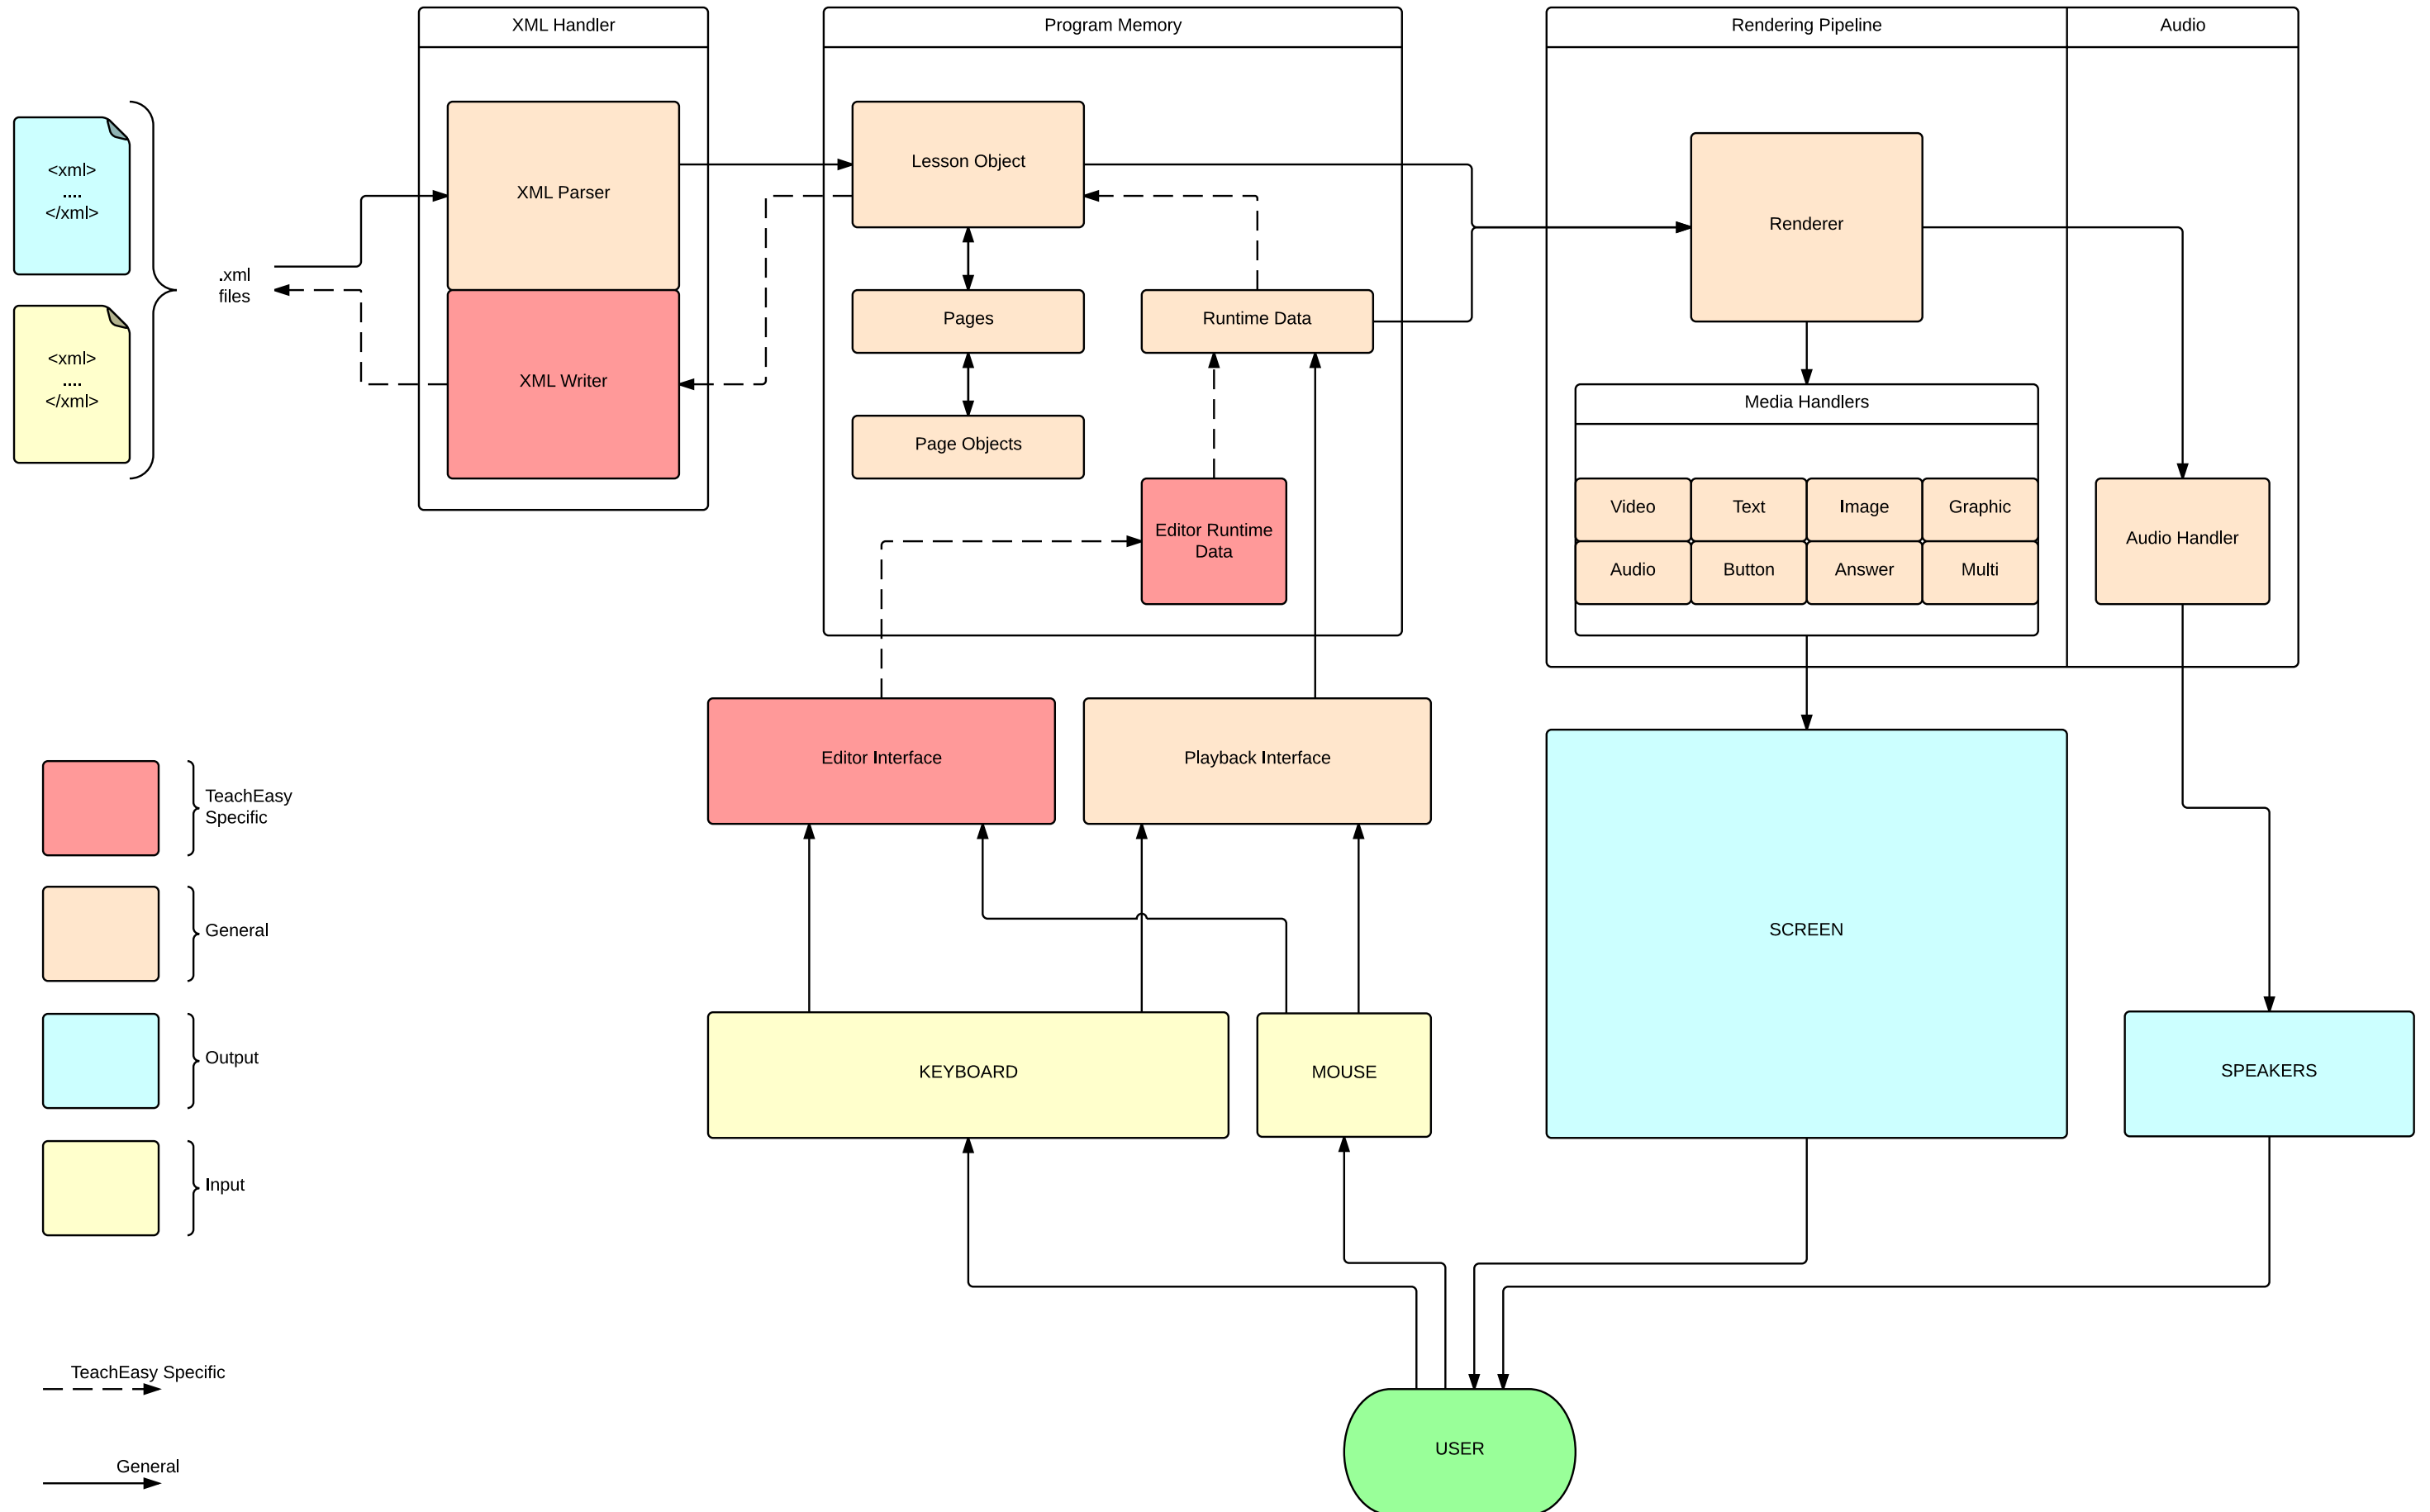 XML Handler
Program Memory
Rendering Pipeline
Audio
<xml>
....
</xml>
<xml>
....
</xml>
.xml
files
XML Parser
XML Writer
Lesson Object
Pages
Page Objects
Runtime Data
Editor Runtime
Data
Renderer
Media Handlers
Video
Text
Image
Graphic
Audio
Button
Answer
Multi
Audio Handler
Editor Interface
Playback Interface
KEYBOARD
MOUSE
SCREEN
SPEAKERS
USER
TeachEasy
Specific
General
Output
Input
TeachEasy Specific
General